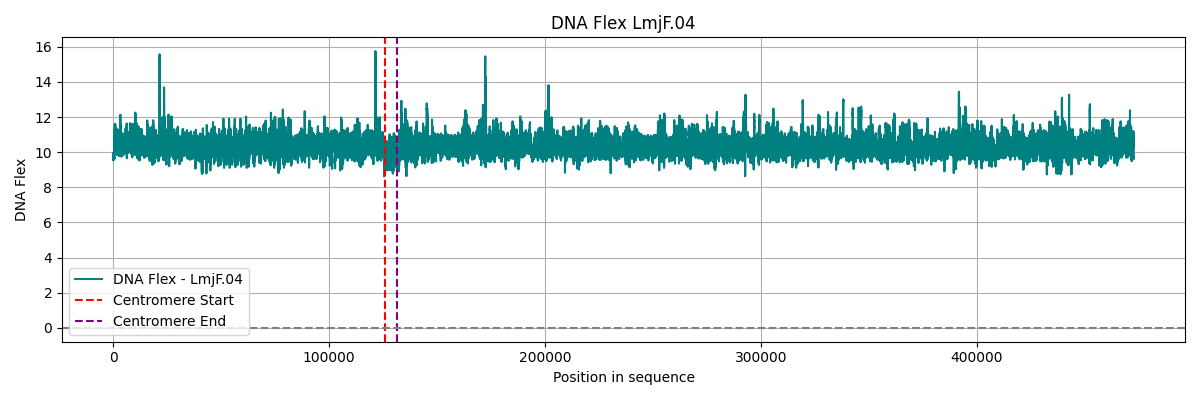 DNA Flex LmjF.04
DNA Flex
16
14
12
10
8
6
4
2
0
DNA Flex - LmjF.04
Centromere Start
Centromere End
0 100000 200000 300000 400000
Position in sequence